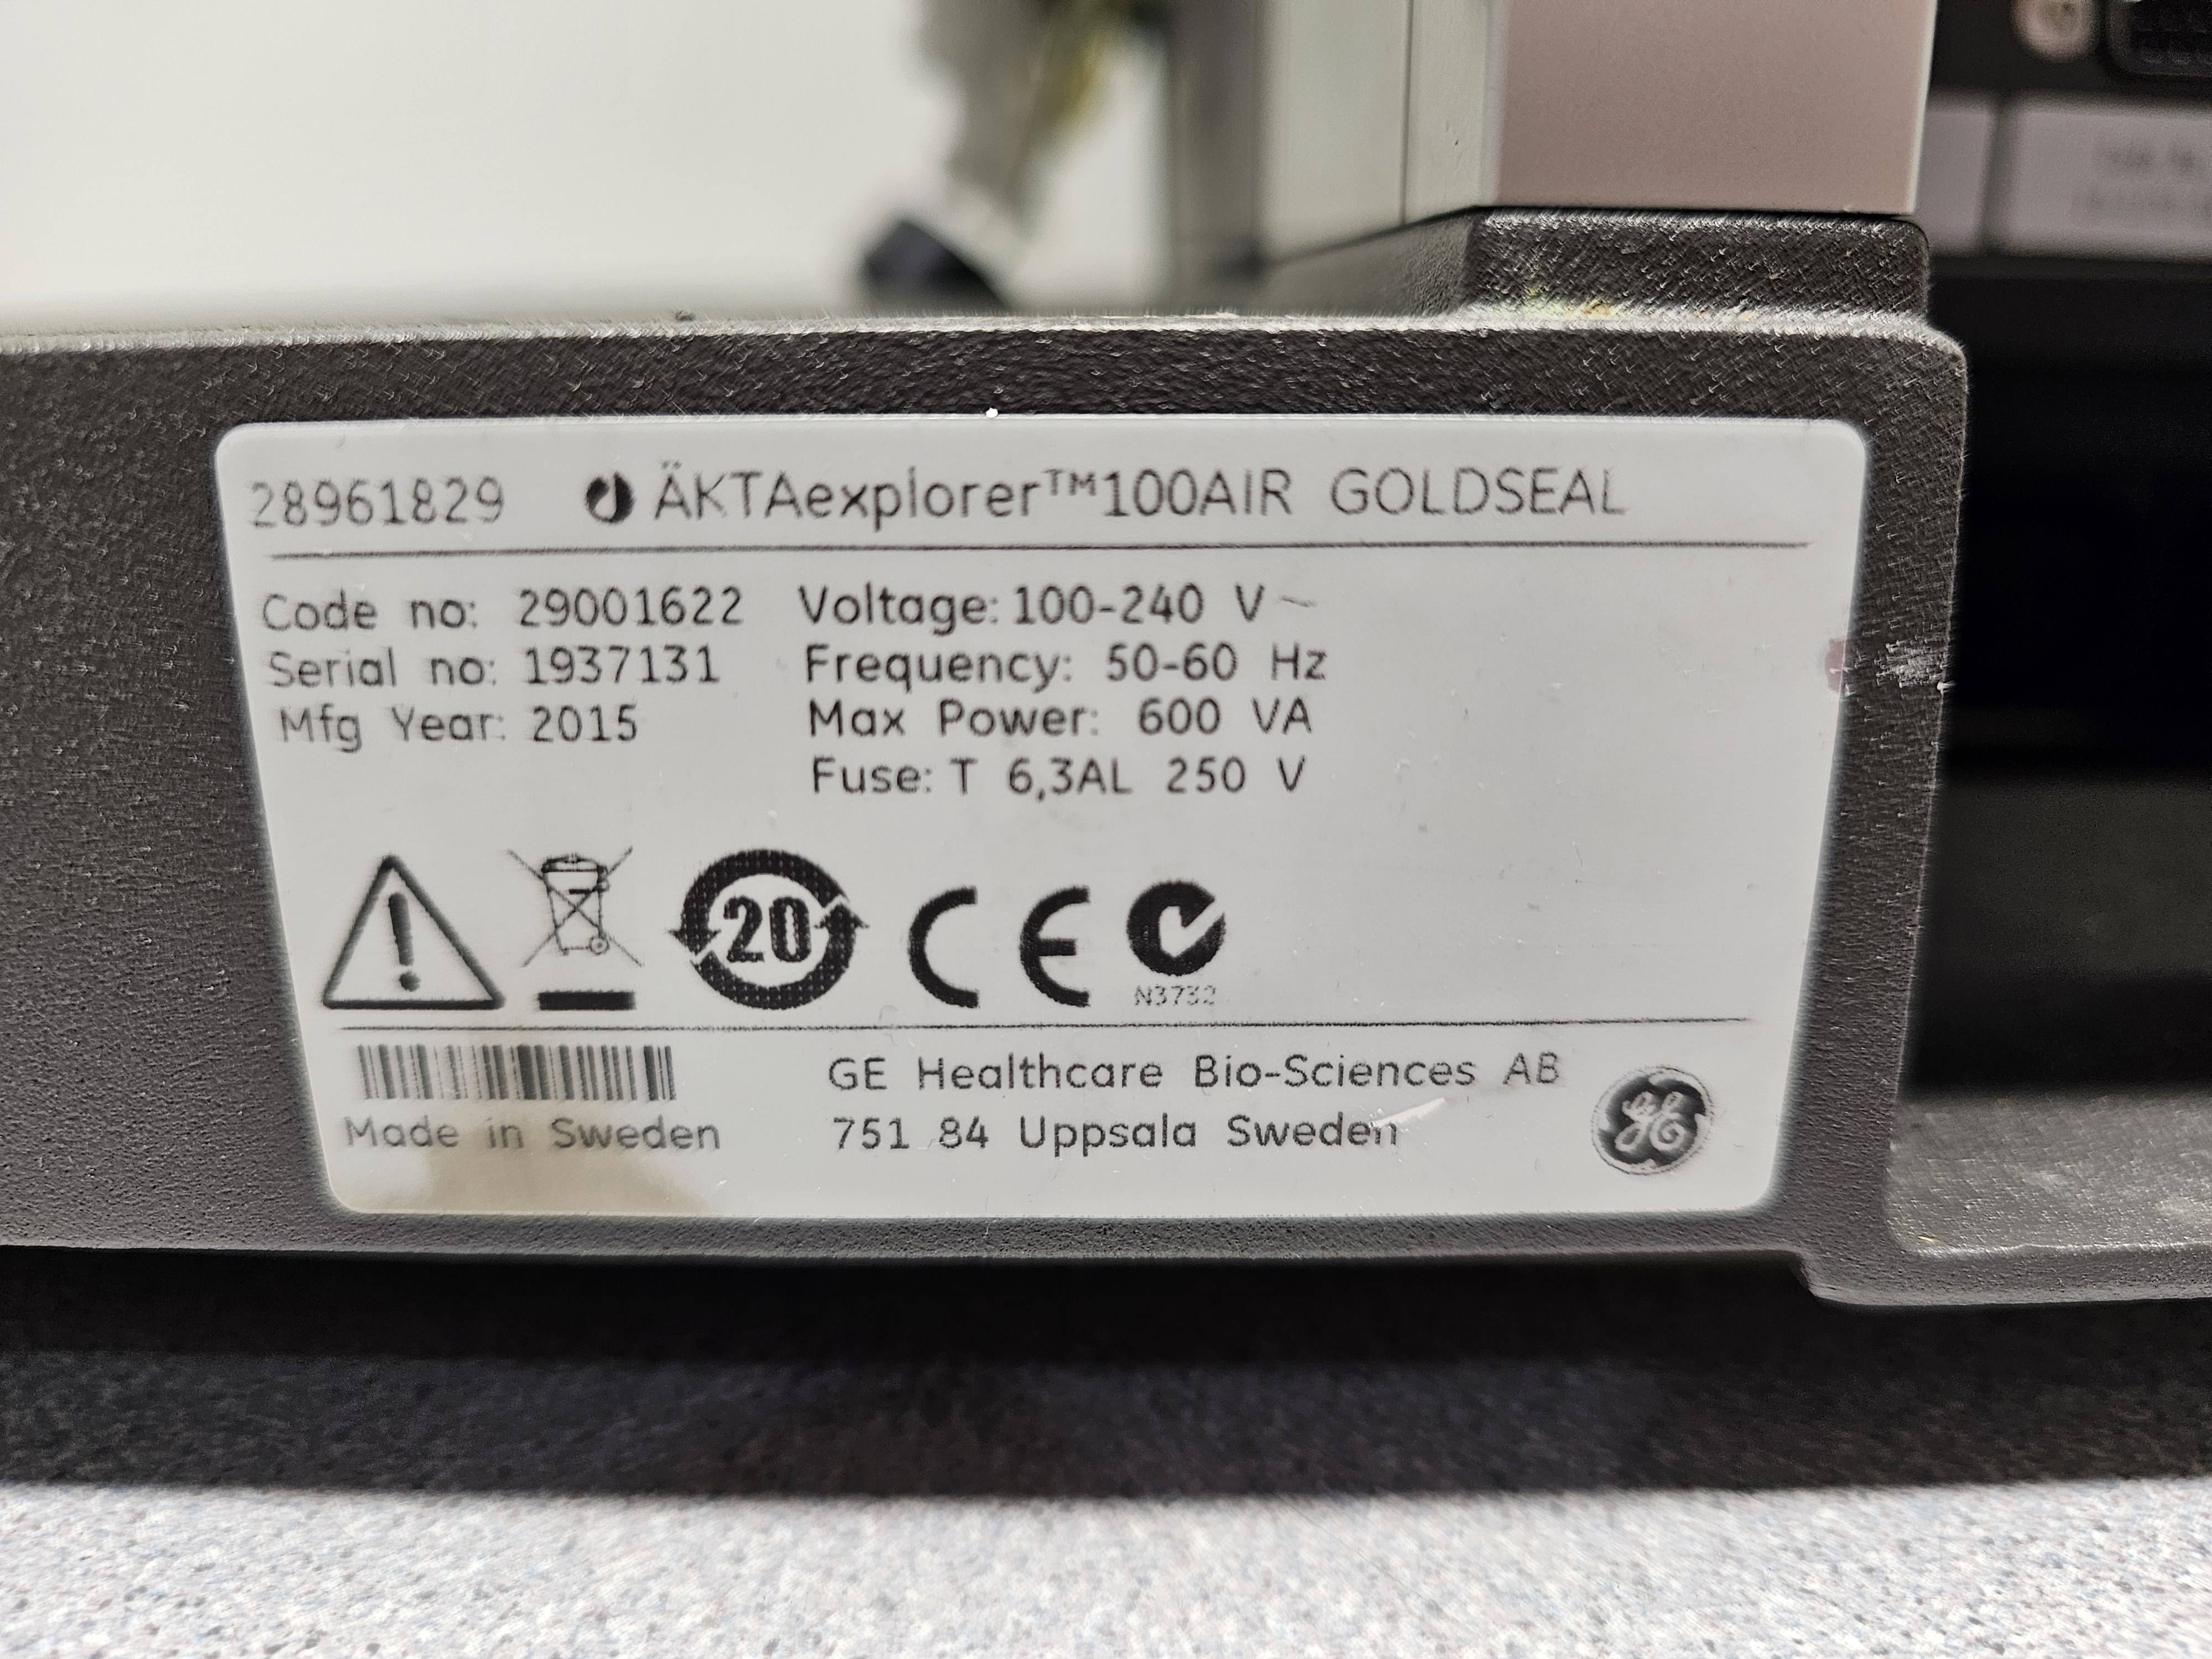 28961829 ÄKTAexplorer™100AIR GOLDSEAL
Code no: 29001622
Serial no: 1937131
Mfg Year: 2015
Voltage: 100-240 V~
Frequency: 50-60 Hz
Max Power: 600 VA
Fuse: T 6,3AL 250 V
20
CE
N3732
Made in Sweden
GE Healthcare Bio-Sciences AB
751 84 Uppsala Sweden
GE